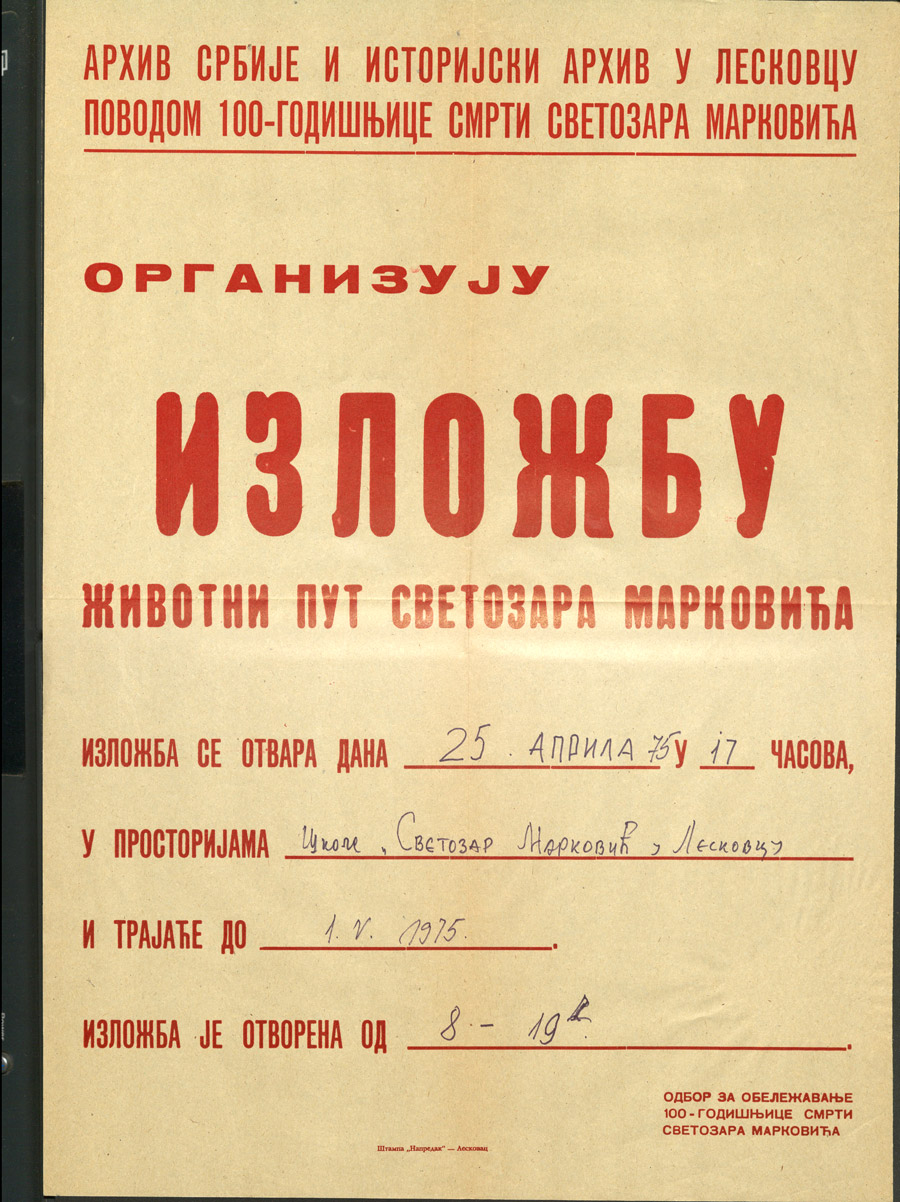 АРХИВ СРБИЈЕ И ИСТОРИЈСКИ АРХИВ У ЛЕСКОВЦУ
ПОВОДОМ 100-ГОДИШЊИЦЕ СМРТИ СВЕТОЗАРА МАРКОВИЋА
ОРГАНИЗУЈУ
ИЗЛОЖБУ
ЖИВОТНИ ПУТ СВЕТОЗАРА МАРКОВИЋА
ИЗЛОЖБА СЕ ОТВАРА ДАНА 25. АПРИЛА 75 У 17 ЧАСОВА,
У ПРОСТОРИЈАМА Школе „Светозар Марковић у Лесковцу
И ТРАЈАЋЕ ДО 1. V. 1975.
ИЗЛОЖБА ЈЕ ОТВОРЕНА ОД 8 - 19 h.
ОДБОР ЗА ОБЕЛЕЖАВАЊЕ
100-ГОДИШЊИЦЕ СМРТИ
СВЕТОЗАРА МАРКОВИЋА
Штампа „Напредак" — Лесковац